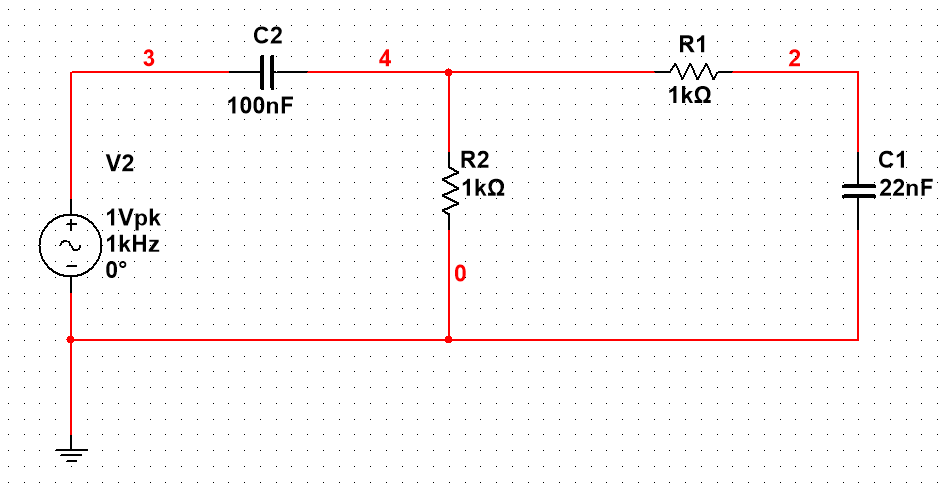 C2
3
4
100nF
R1
2
1kΩ
V2
R2
1kΩ
C1
22nF
+
1Vpk
1kHz
0°
0